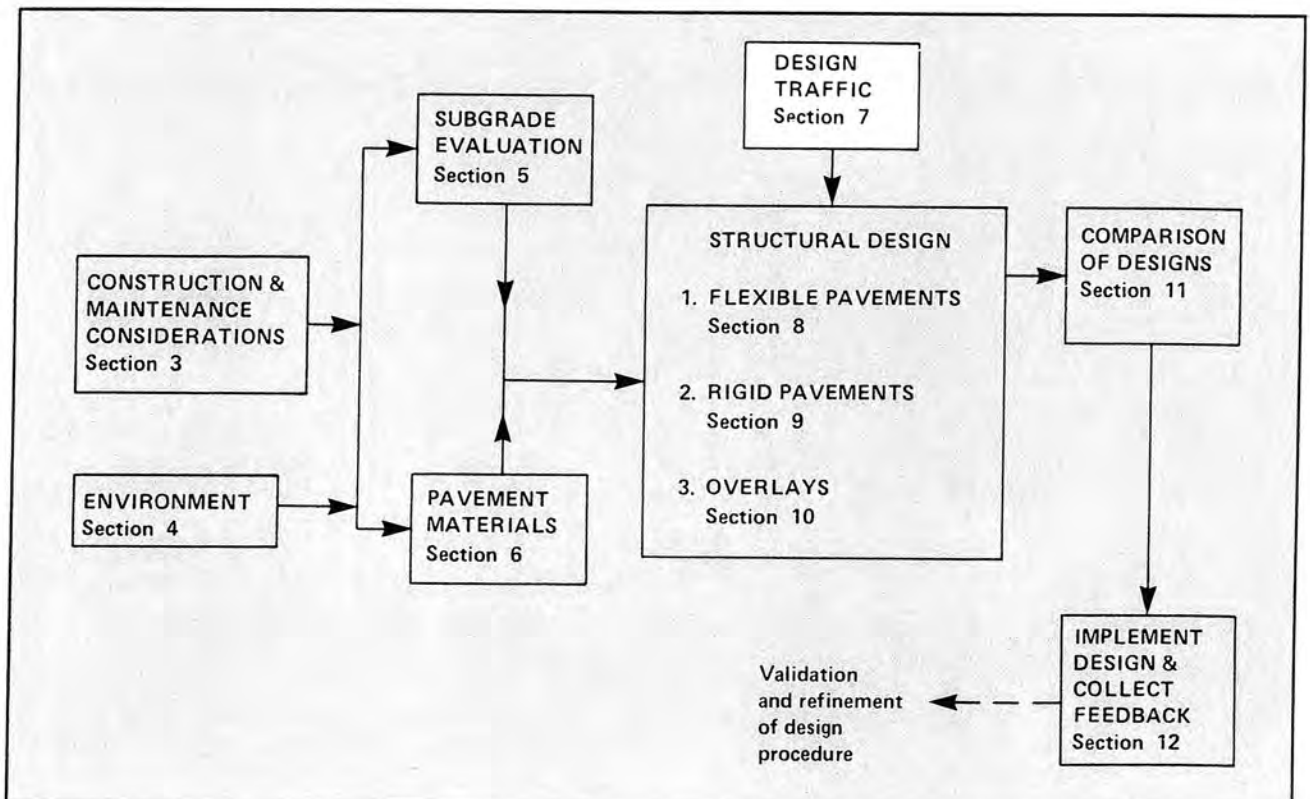 DESIGN
TRAFFIC
Section 7
SUBGRADE
EVALUATION
Section 5
CONSTRUCTION &
MAINTENANCE
CONSIDERATIONS
Section 3
ENVIRONMENT
Section 4
PAVEMENT
MATERIALS
Section 6
STRUCTURAL DESIGN
1. FLEXIBLE PAVEMENTS
Section 8
2. RIGID PAVEMENTS
Section 9
3. OVERLAYS
Section 10
COMPARISON
OF DESIGNS
Section 11
IMPLEMENT
DESIGN &
COLLECT
FEEDBACK
Section 12
Validation
and refinement
of design
procedure